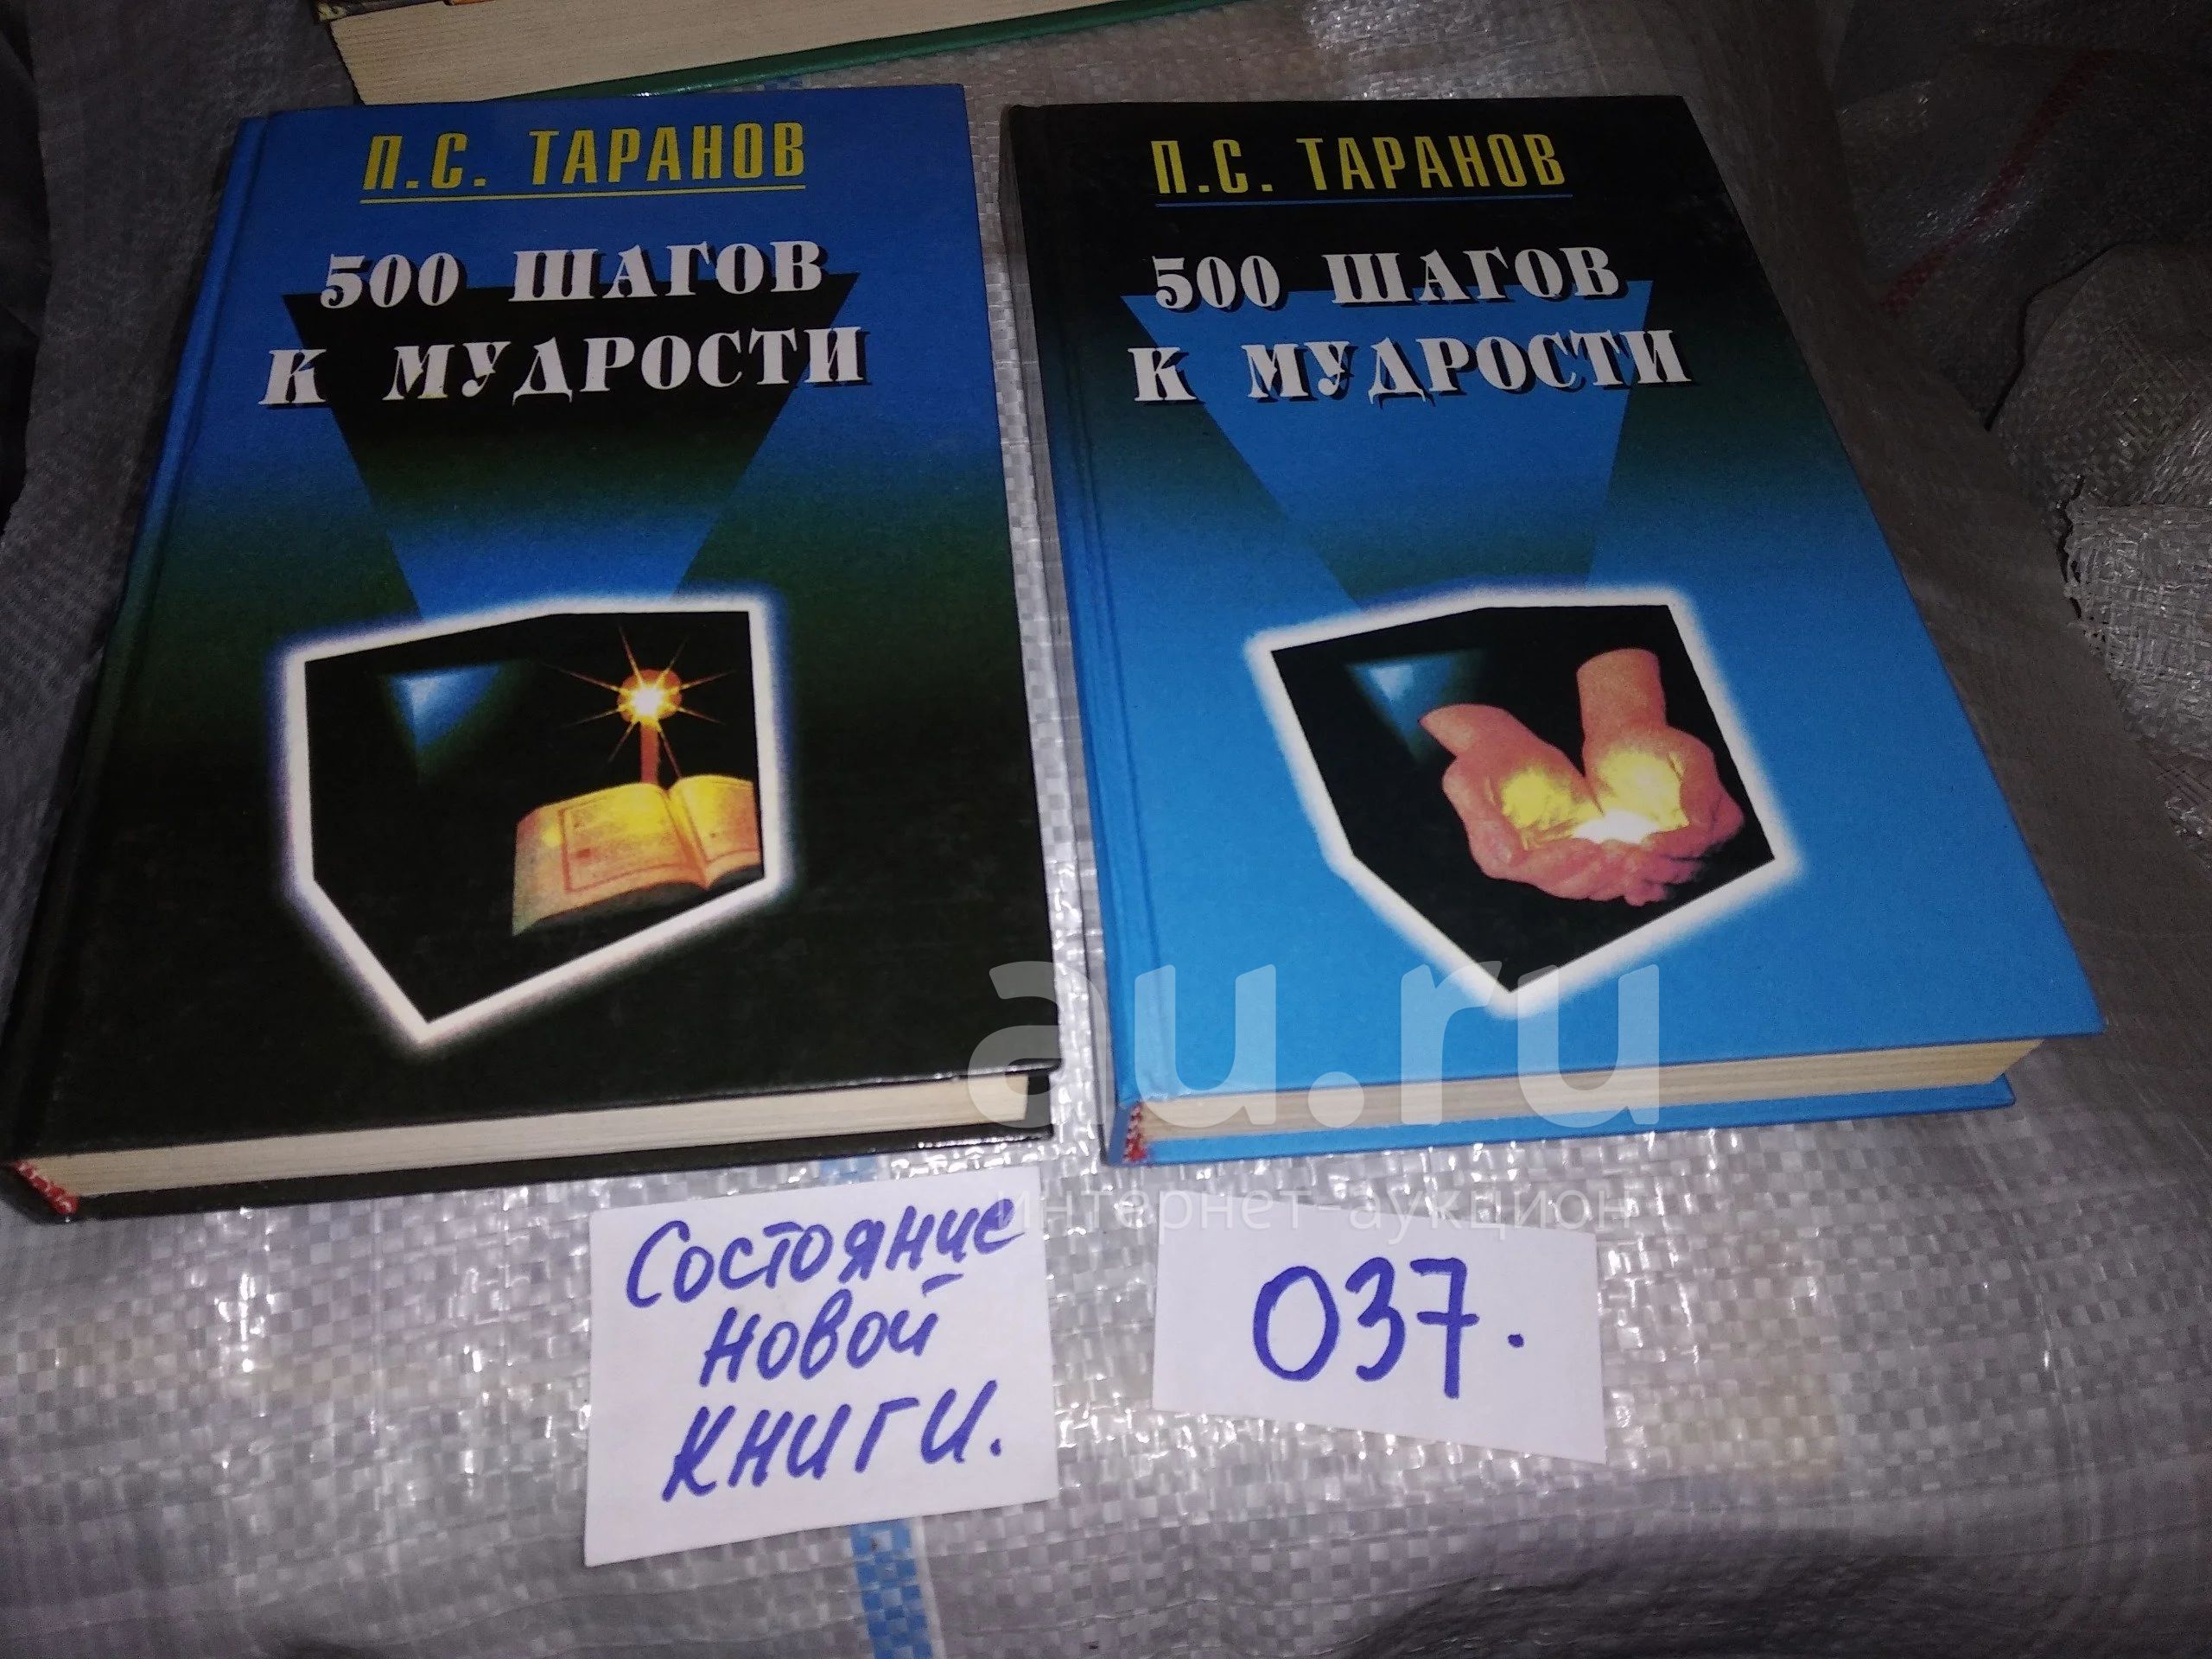 П.С. ТАРАНОВ
500 ШАГОВ
К МУДРОСТИ
П.С. ТАРАНОВ
500 ШАГОВ
К МУДРОСТИ
au.ru
интернет-аукцион
Состояние
новой
книги.
037.